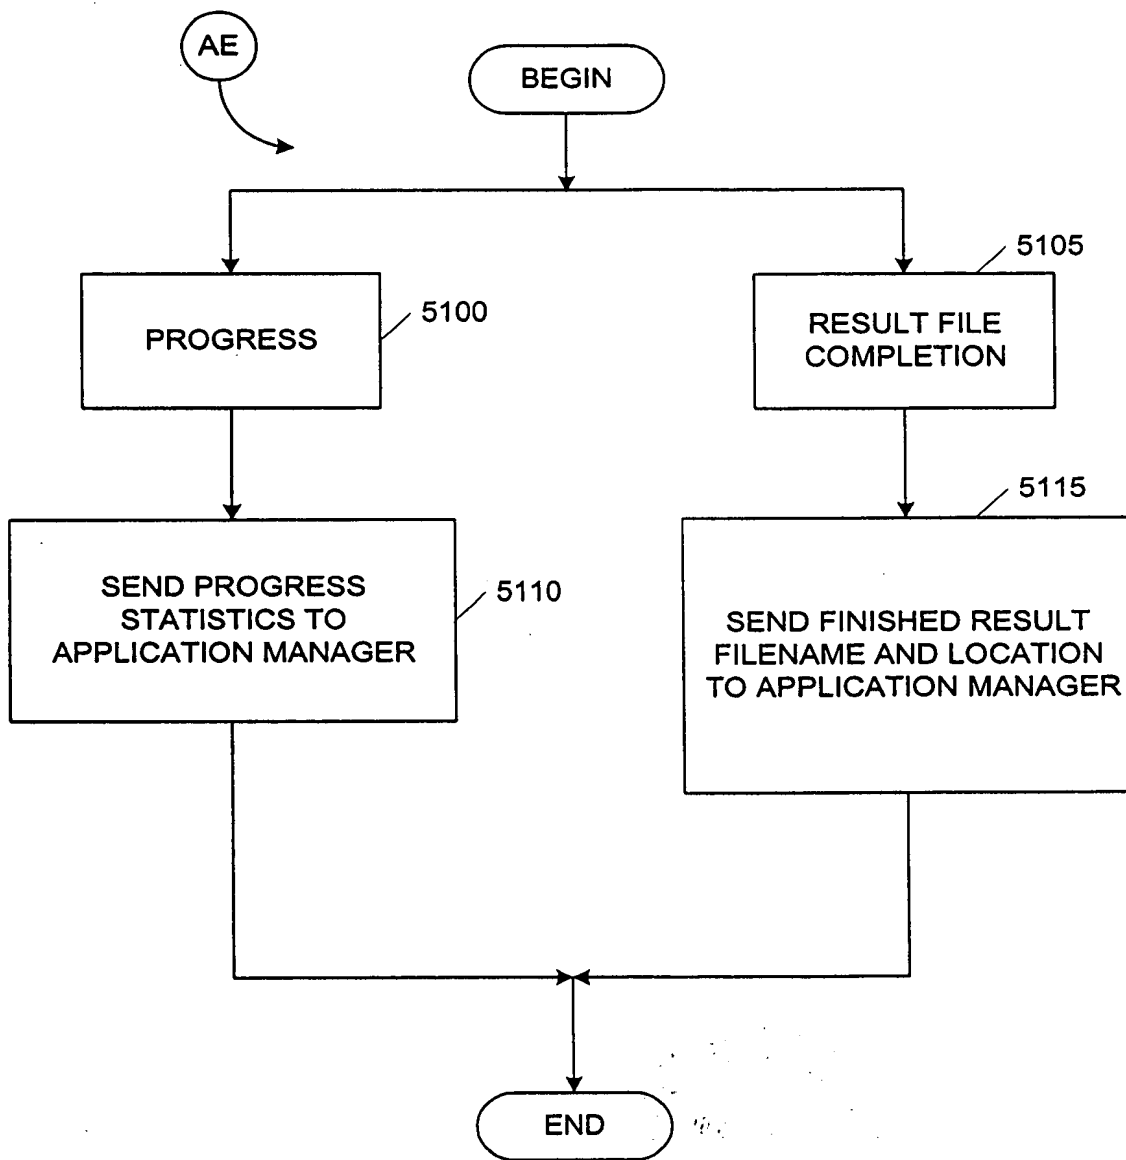 AE
BEGIN
5105
5100
PROGRESS
RESULT FILE
COMPLETION
5115
SEND PROGRESS
STATISTICS TO
APPLICATION MANAGER
5110
SEND FINISHED RESULT
FILENAME AND LOCATION
TO APPLICATION MANAGER
END